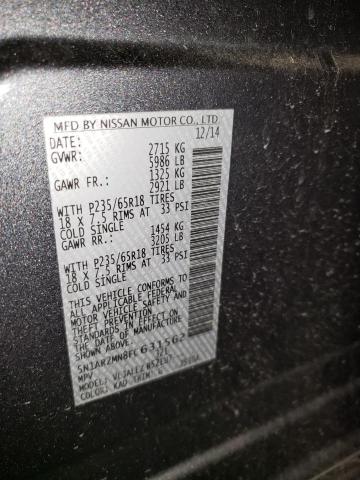 MFD BY NISSAN MOTOR CO., LTD
DATE: 12/14
GVWR: 2715 KG
5986 LB
GAWR FR.: 1325 KG
2921 LB
WITH P235/65R18 TIRES
18 X 7.5 RIMS AT 33 PSI
COLD SINGLE
GAWR RR.: 1454 KG
3205 LB
WITH P235/65R18 TIRES
18 X 7.5 RIMS AT 33 PSI
COLD SINGLE
THIS VEHICLE CONFORMS TO
ALL APPLICABLE FEDERAL
MOTOR VEHICLE SAFETY AND
THEFT PREVENTION
STANDARDS IN EFFECT ON
THE DATE OF MANUFACTURE
SHOWN ABOVE.
MPV
MODEL:
COLOR: KAD TRIM: G